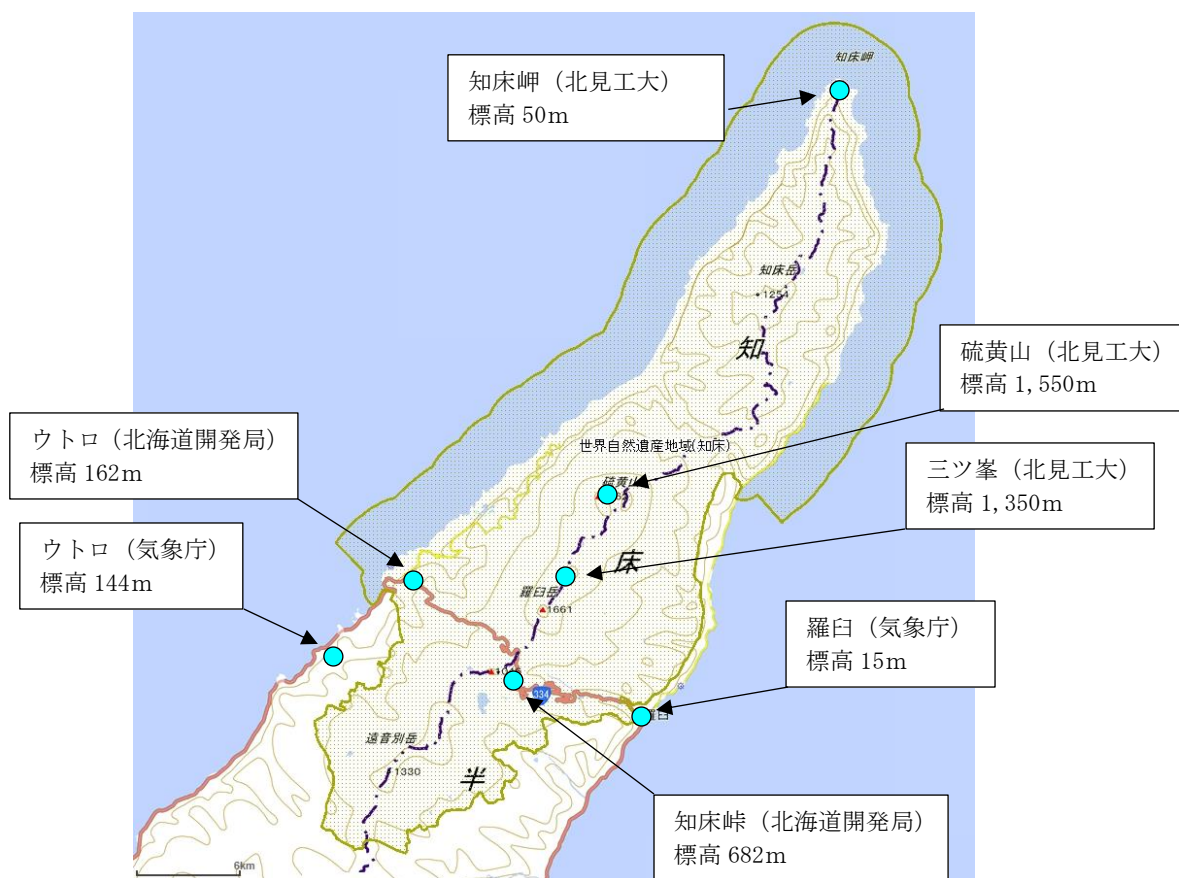 知床岬
知床岬（北見工大）
標高 50m
知床岳
1254
知
硫黄山（北見工大）
標高 1,550m
世界自然遺産地域(知床)
ウトロ（北海道開発局）
標高 162m
硫黄山
三ツ峯（北見工大）
標高 1,350m
ウトロ（気象庁）
標高 144m
床
羅臼岳
1661
羅臼（気象庁）
標高 15m
334
羅臼
遠音別岳
1330
半
知床峠（北海道開発局）
標高 682m
6km